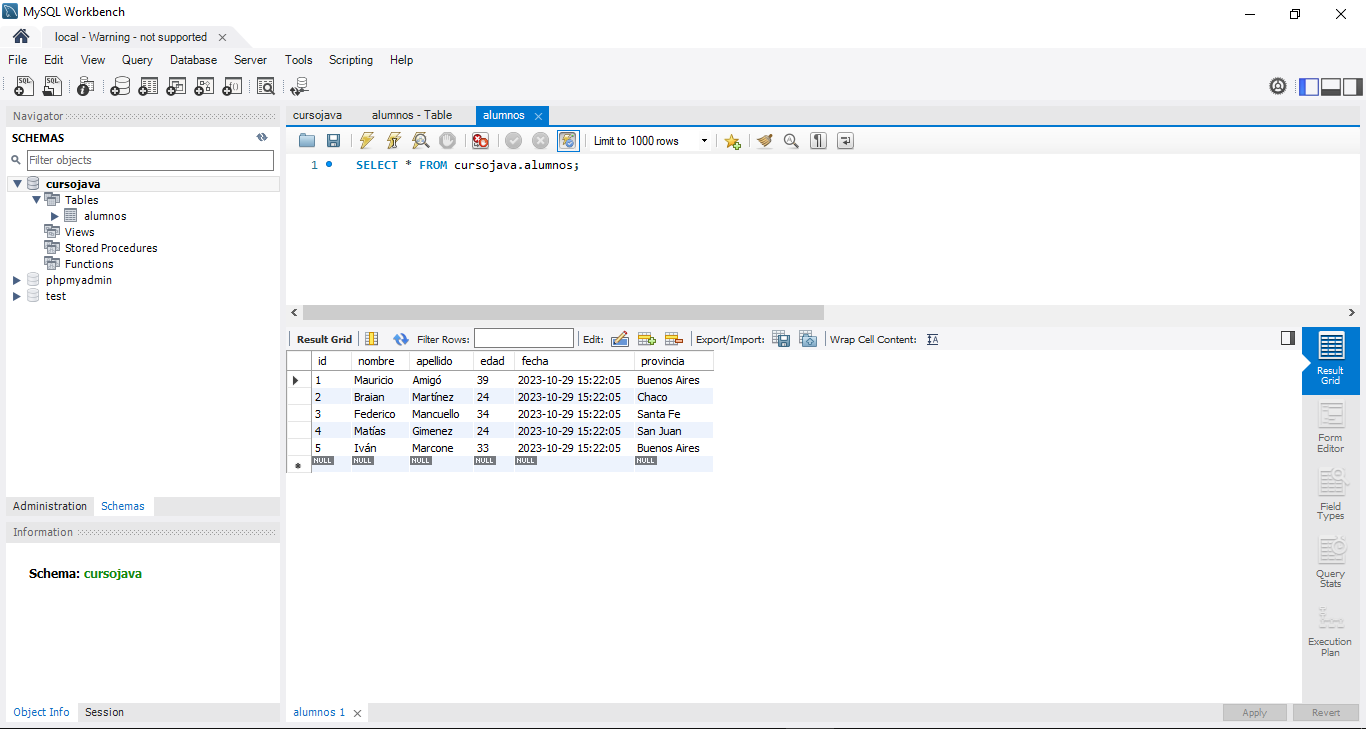 MySQL Workbench
local - Warning - not supported
File Edit View Query Database Server Tools Scripting Help
Navigator
SCHEMAS
Filter objects
cursojava
Tables
alumnos
Views
Stored Procedures
Functions
phpmyadmin
test
Administration Schemas
Information
Schema: cursojava
Object Info Session
cursojava alumnos - Table alumnos
Limit to 1000 rows
1 SELECT * FROM cursojava.alumnos;
Result Grid Filter Rows: Edit: Export/Import: Wrap Cell Content:
id nombre apellido edad fecha provincia
1 Mauricio Amigó 39 2023-10-29 15:22:05 Buenos Aires
2 Braian Martínez 24 2023-10-29 15:22:05 Chaco
3 Federico Mancuello 34 2023-10-29 15:22:05 Santa Fe
4 Matías Gimenez 24 2023-10-29 15:22:05 San Juan
5 Iván Marcone 33 2023-10-29 15:22:05 Buenos Aires
NULL NULL NULL NULL NULL NULL
Result
Grid
Form
Editor
Field
Types
Query
Stats
Execution
Plan
alumnos 1
Apply Revert